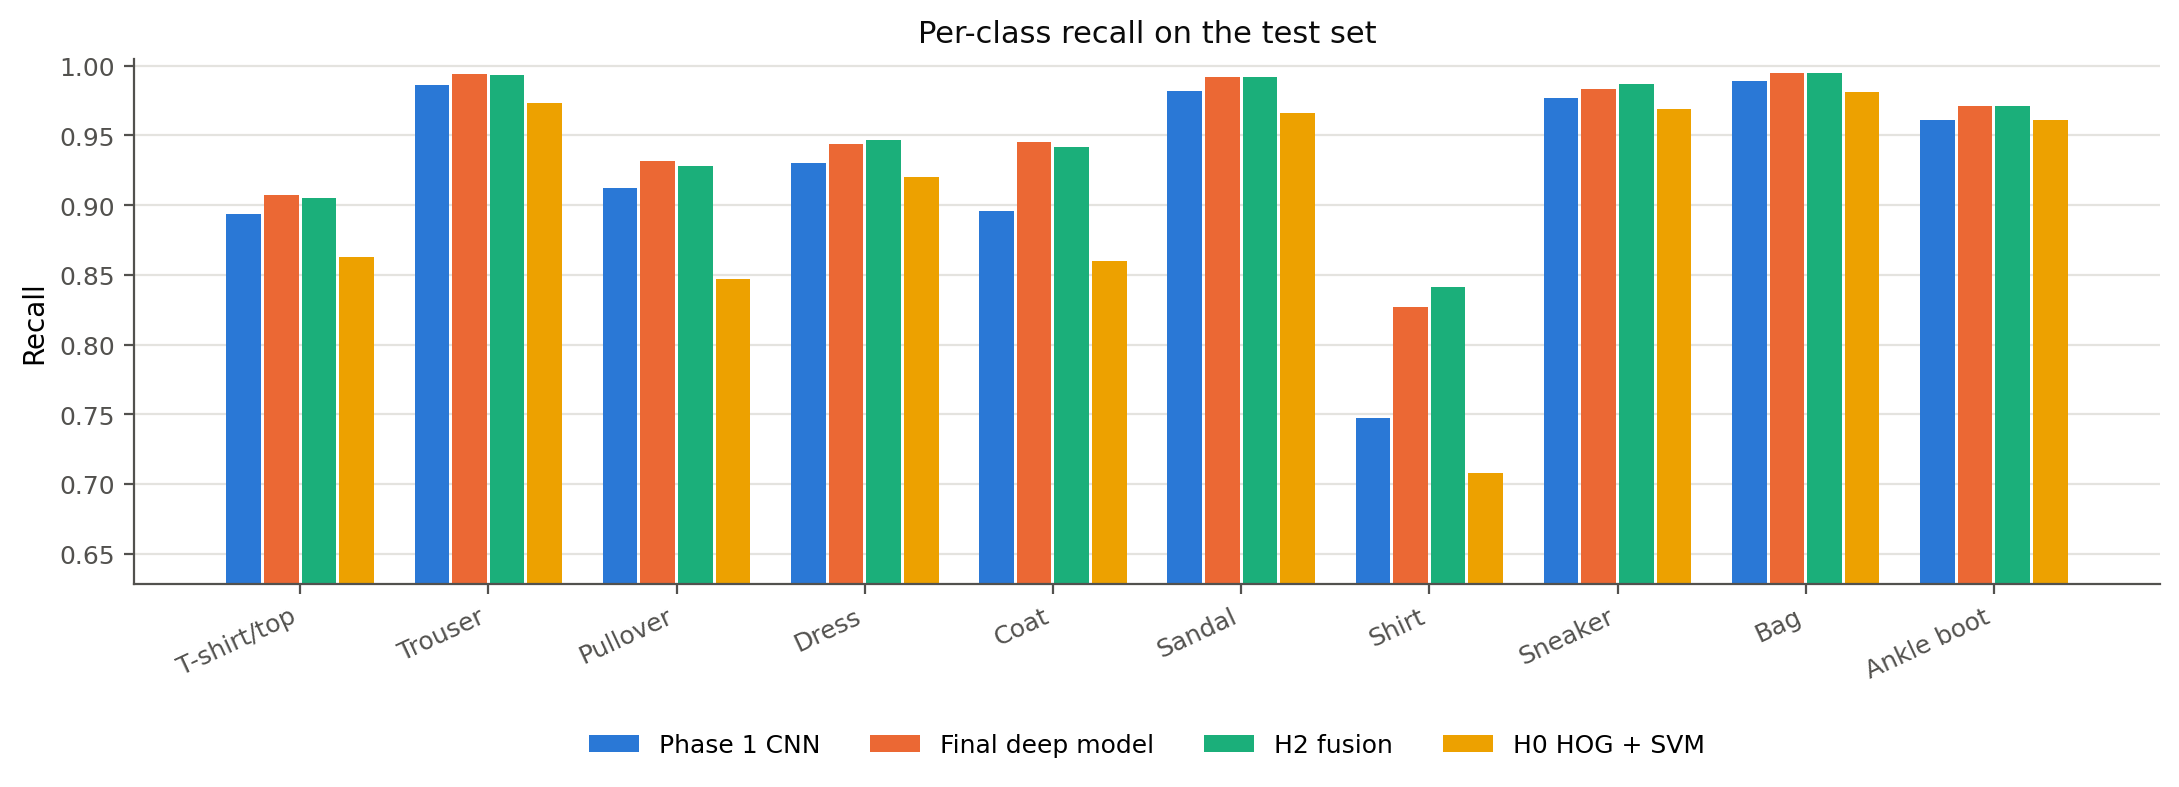 Per-class recall on the test set
Recall
1.00
0.95
0.90
0.85
0.80
0.75
0.70
0.65
T-shirt/top
Trouser
Pullover
Dress
Coat
Sandal
Shirt
Sneaker
Bag
Ankle boot
Phase 1 CNN
Final deep model
H2 fusion
H0 HOG + SVM